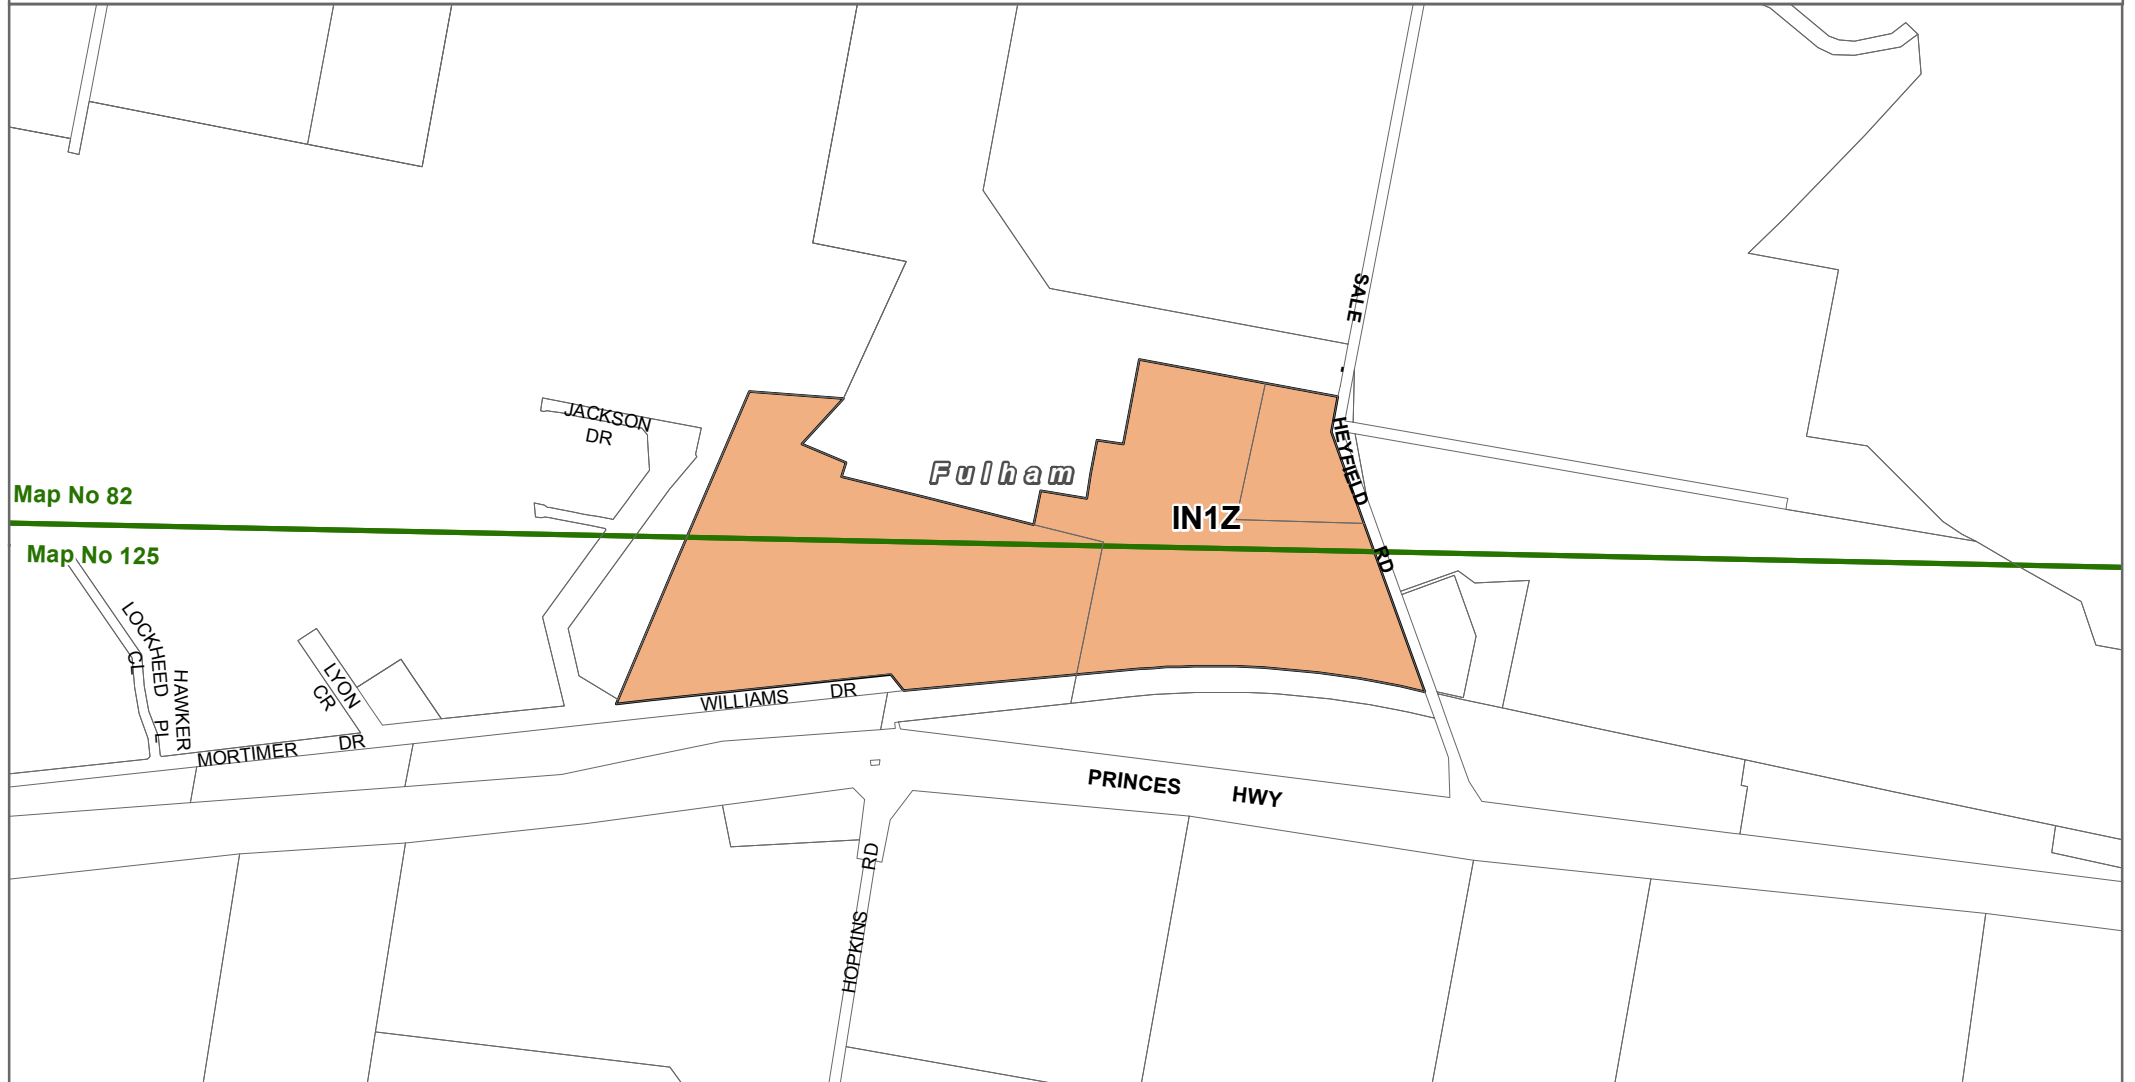 SALE
-
HEYFIELD
RD
JACKSON
DR
Fulham
Map No 82
IN1Z
Map No 125
LOCKHEED
CL
HAWKER
PL
LYON
CR
MORTIMER DR
WILLIAMS DR
PRINCES HWY
HOPKINS RD